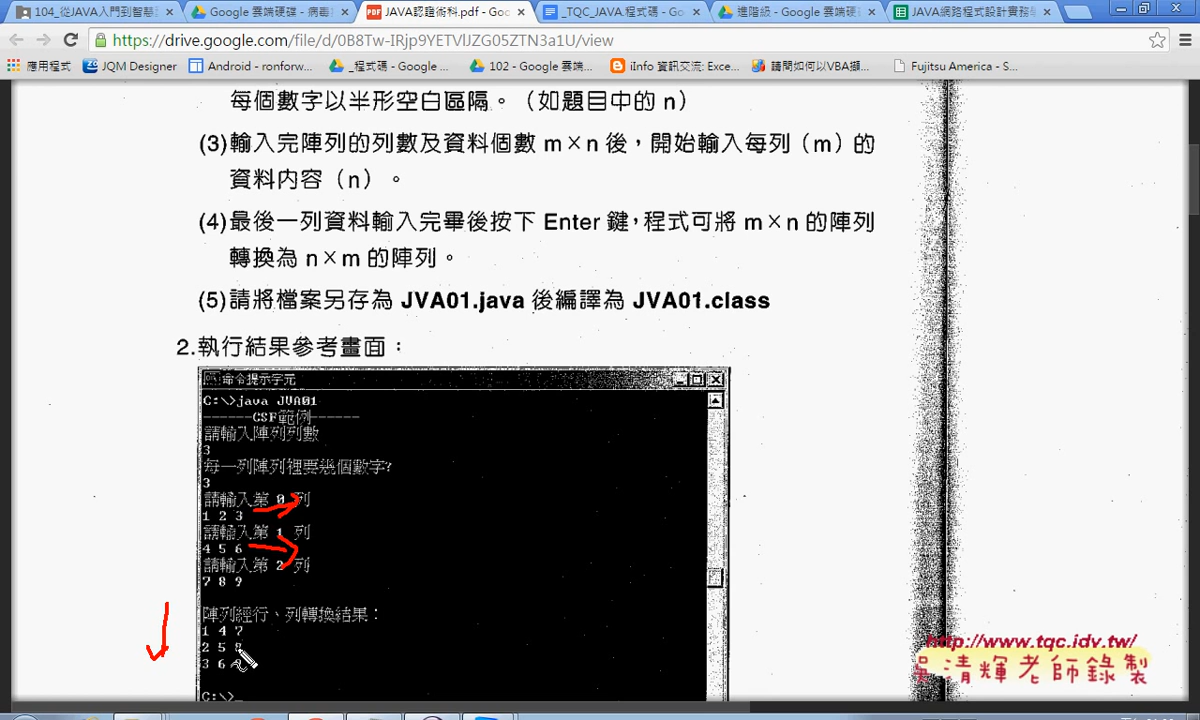 104_從JAVA入門到智慧
Google 雲端硬碟 - 病毒
JAVA認證術科.pdf - Goo
_TQC_JAVA.程式碼 - G
進階級 - Google 雲端硬
JAVA網路程式設計實務
https://drive.google.com/file/d/0B8Tw-IRjp9YETVlJZG05ZTN3a1U/view
應用程式
JQM Designer
Android - ronforw...
_程式碼 - Google ...
102 - Google 雲端...
iInfo 資訊交流: Exce...
請問如何以VBA擷...
Fujitsu America - S...
每個數字以半形空白區隔。（如題目中的 n）
(3)輸入完陣列的列數及資料個數 m×n 後，開始輸入每列（m）的
資料內容（n）。
(4)最後一列資料輸入完畢後按下 Enter 鍵，程式可將 m×n 的陣列
轉換為 n×m 的陣列。
(5)請將檔案另存為 JVA01.java 後編譯為 JVA01.class
2.執行結果參考畫面：
命令提示字元
C:\>java JVA01
------CSF範例------
請輸入陣列列數
3
每一列陣列裡要幾個數字?
3
請輸入第 0 列
1 2 3
請輸入第 1 列
4 5 6
請輸入第 2 列
7 8 9
陣列經行、列轉換結果：
1 4 7
2 5 8
3 6 9
C:\>_
http://www.tqc.idv.tw/
吳清輝老師錄製